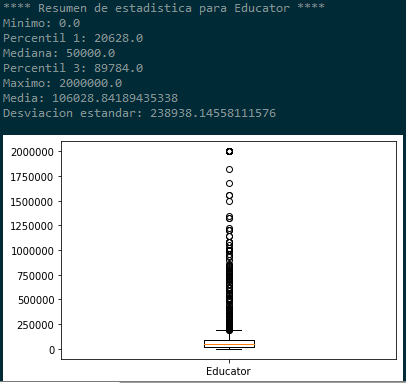 **** Resumen de estadistica para Educator ****
Minimo: 0.0
Percentil 1: 20628.0
Mediana: 50000.0
Percentil 3: 89784.0
Maximo: 2000000.0
Media: 106028.84189435338
Desviacion estandar: 238938.14558111576
2000000
1750000
1500000
1250000
1000000
750000
500000
250000
0
Educator